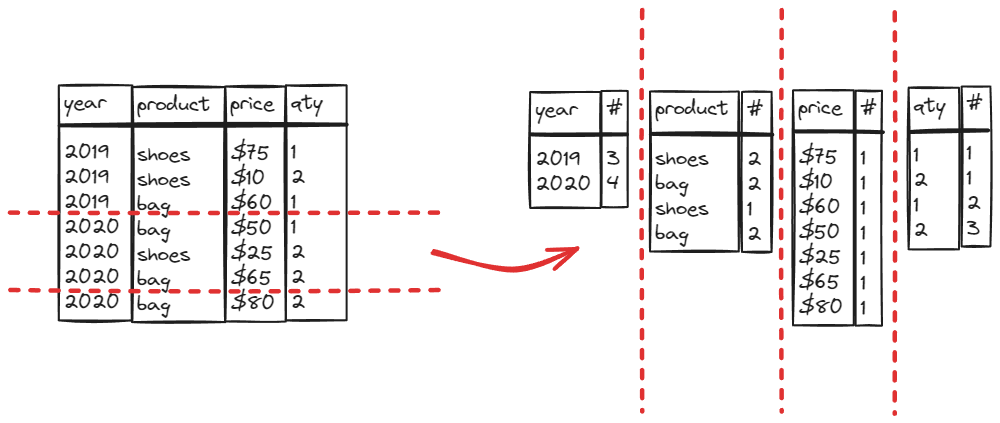 year product price qty
2019 shoes $75 1
2019 shoes $10 2
2019 bag $60 1
2020 bag $50 1
2020 shoes $25 2
2020 bag $65 2
2020 bag $80 2
year #
2019 3
2020 4
product #
shoes 2
bag 2
shoes 1
bag 2
price #
$75 1
$10 1
$60 1
$50 1
$25 1
$65 1
$80 1
qty #
1 1
2 1
1 2
2 3